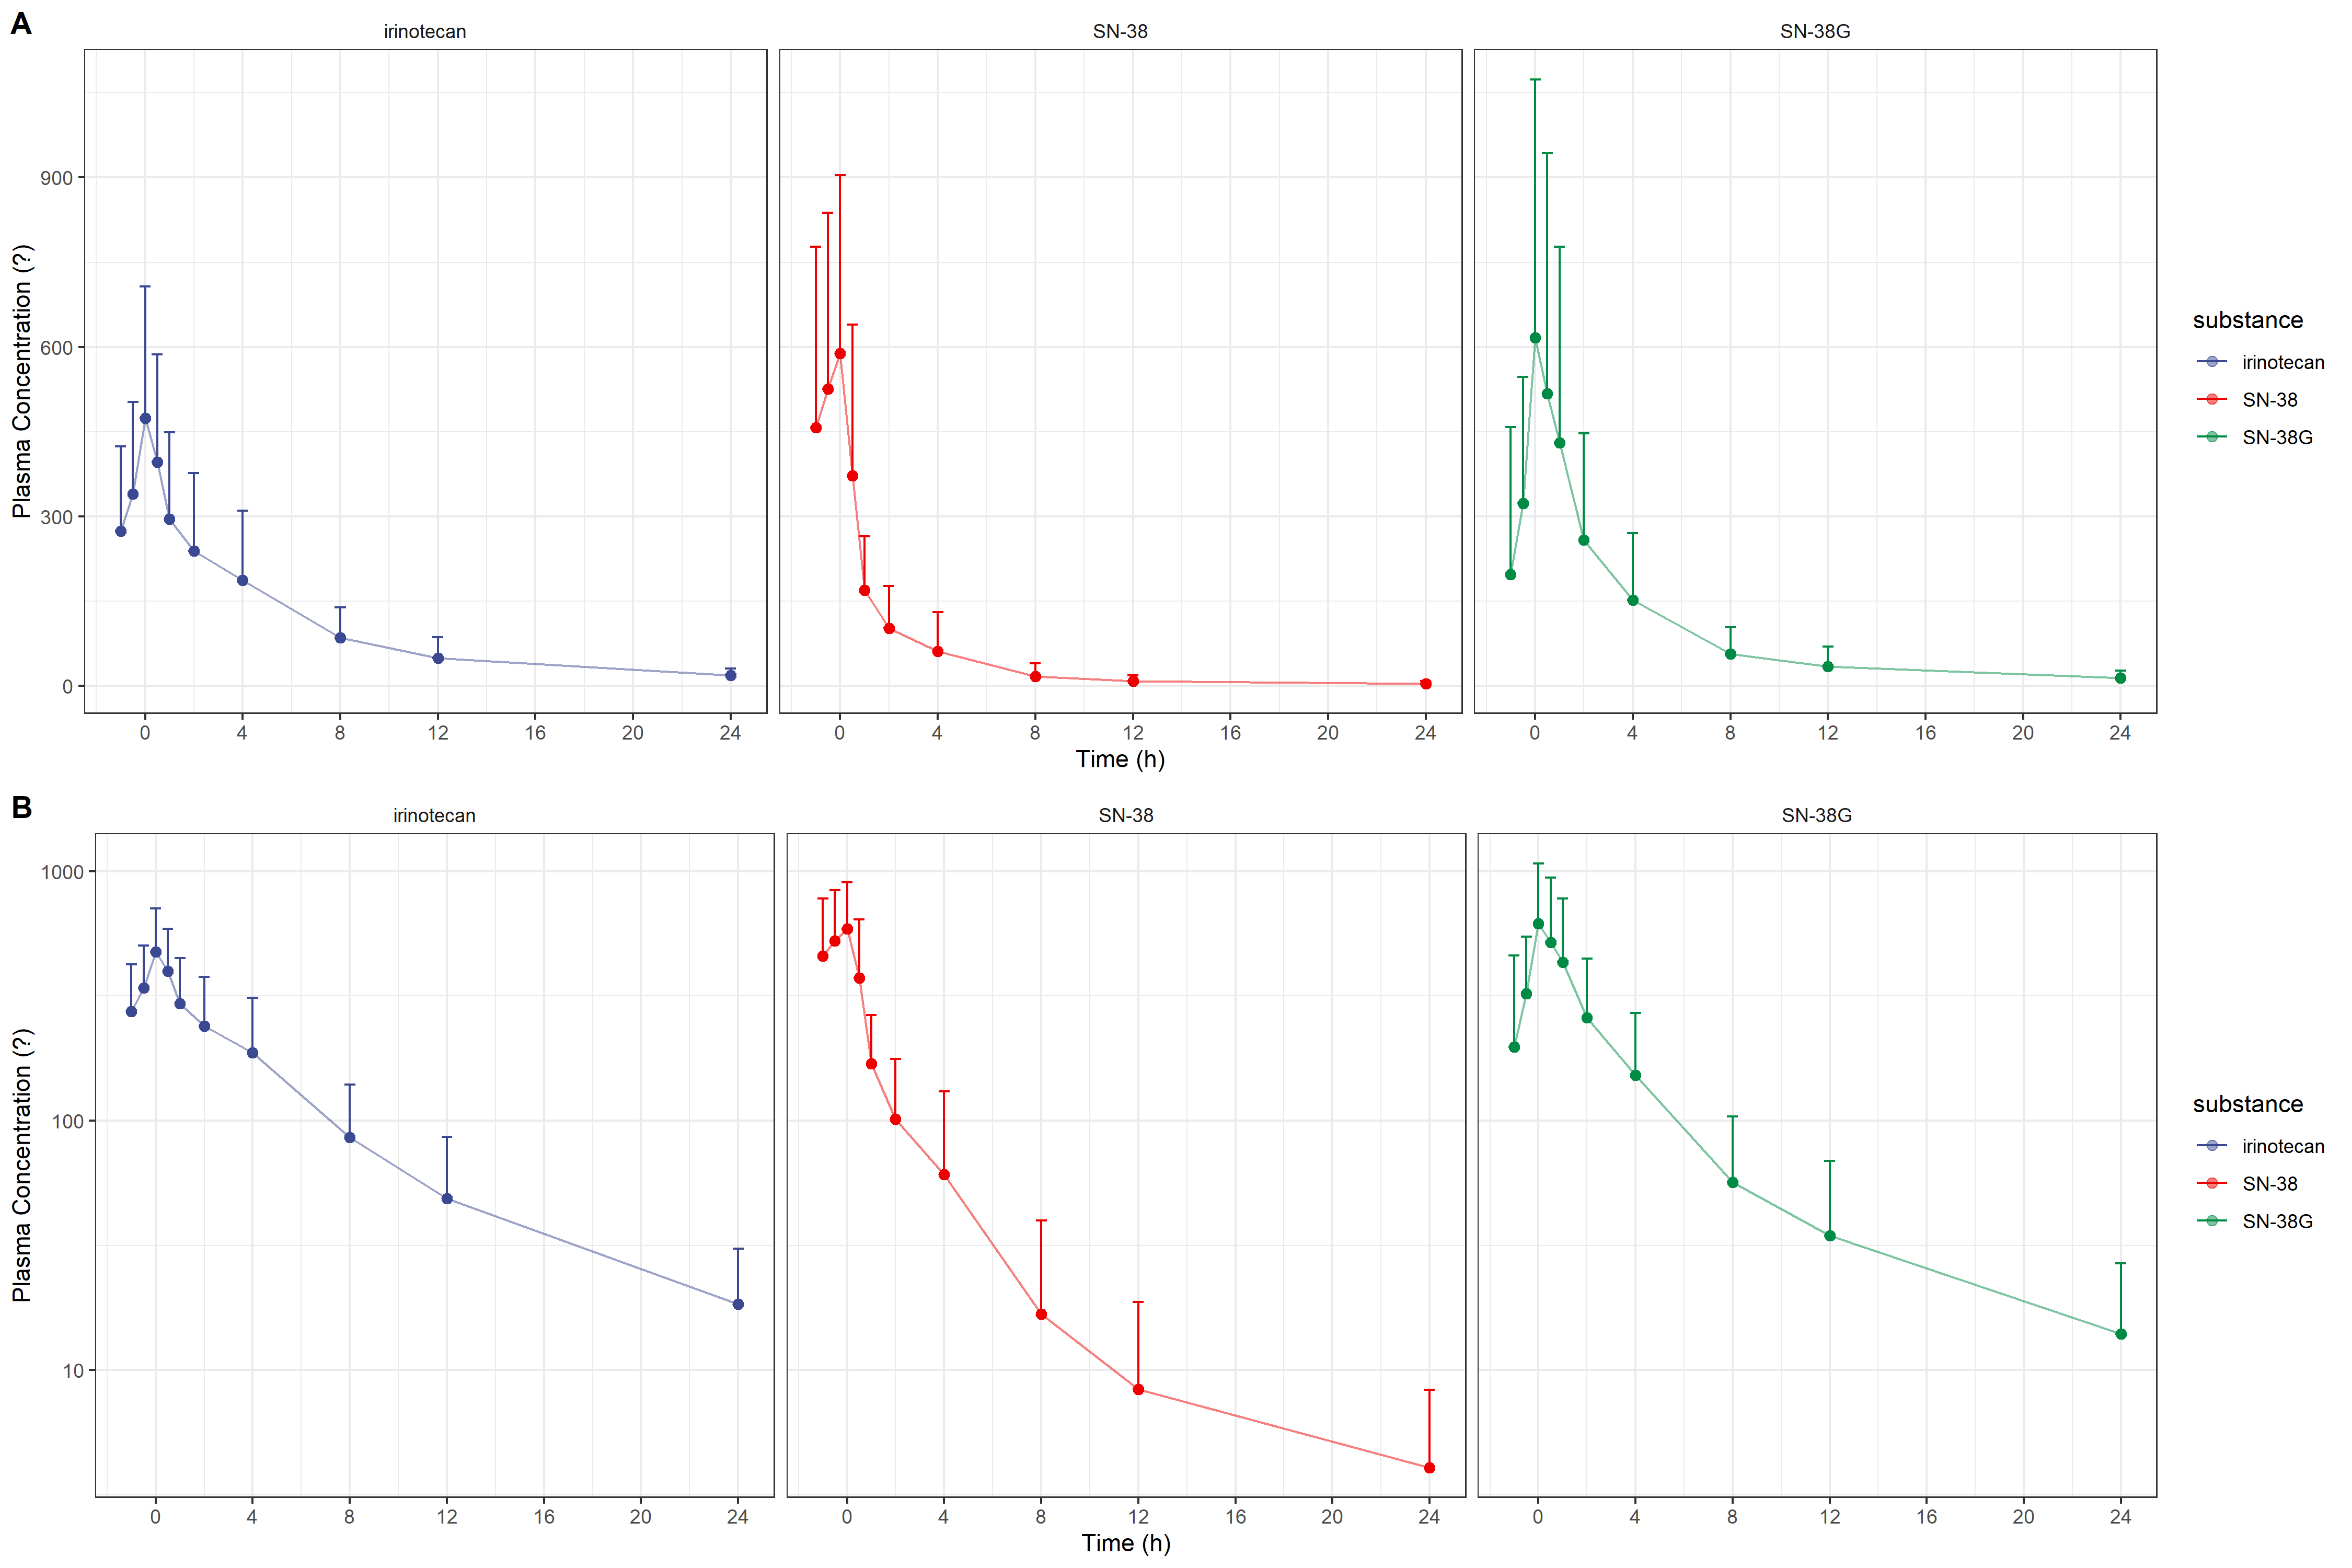 A
irinotecan SN-38 SN-38G
Plasma Concentration (?)
900
600
300
0
0 4 8 12 16 20 24 0 4 8 12 16 20 24 0 4 8 12 16 20 24
Time (h)
substance
irinotecan
SN-38
SN-38G
B
irinotecan SN-38 SN-38G
Plasma Concentration (?)
1000
100
10
0 4 8 12 16 20 24 0 4 8 12 16 20 24 0 4 8 12 16 20 24
Time (h)
substance
irinotecan
SN-38
SN-38G